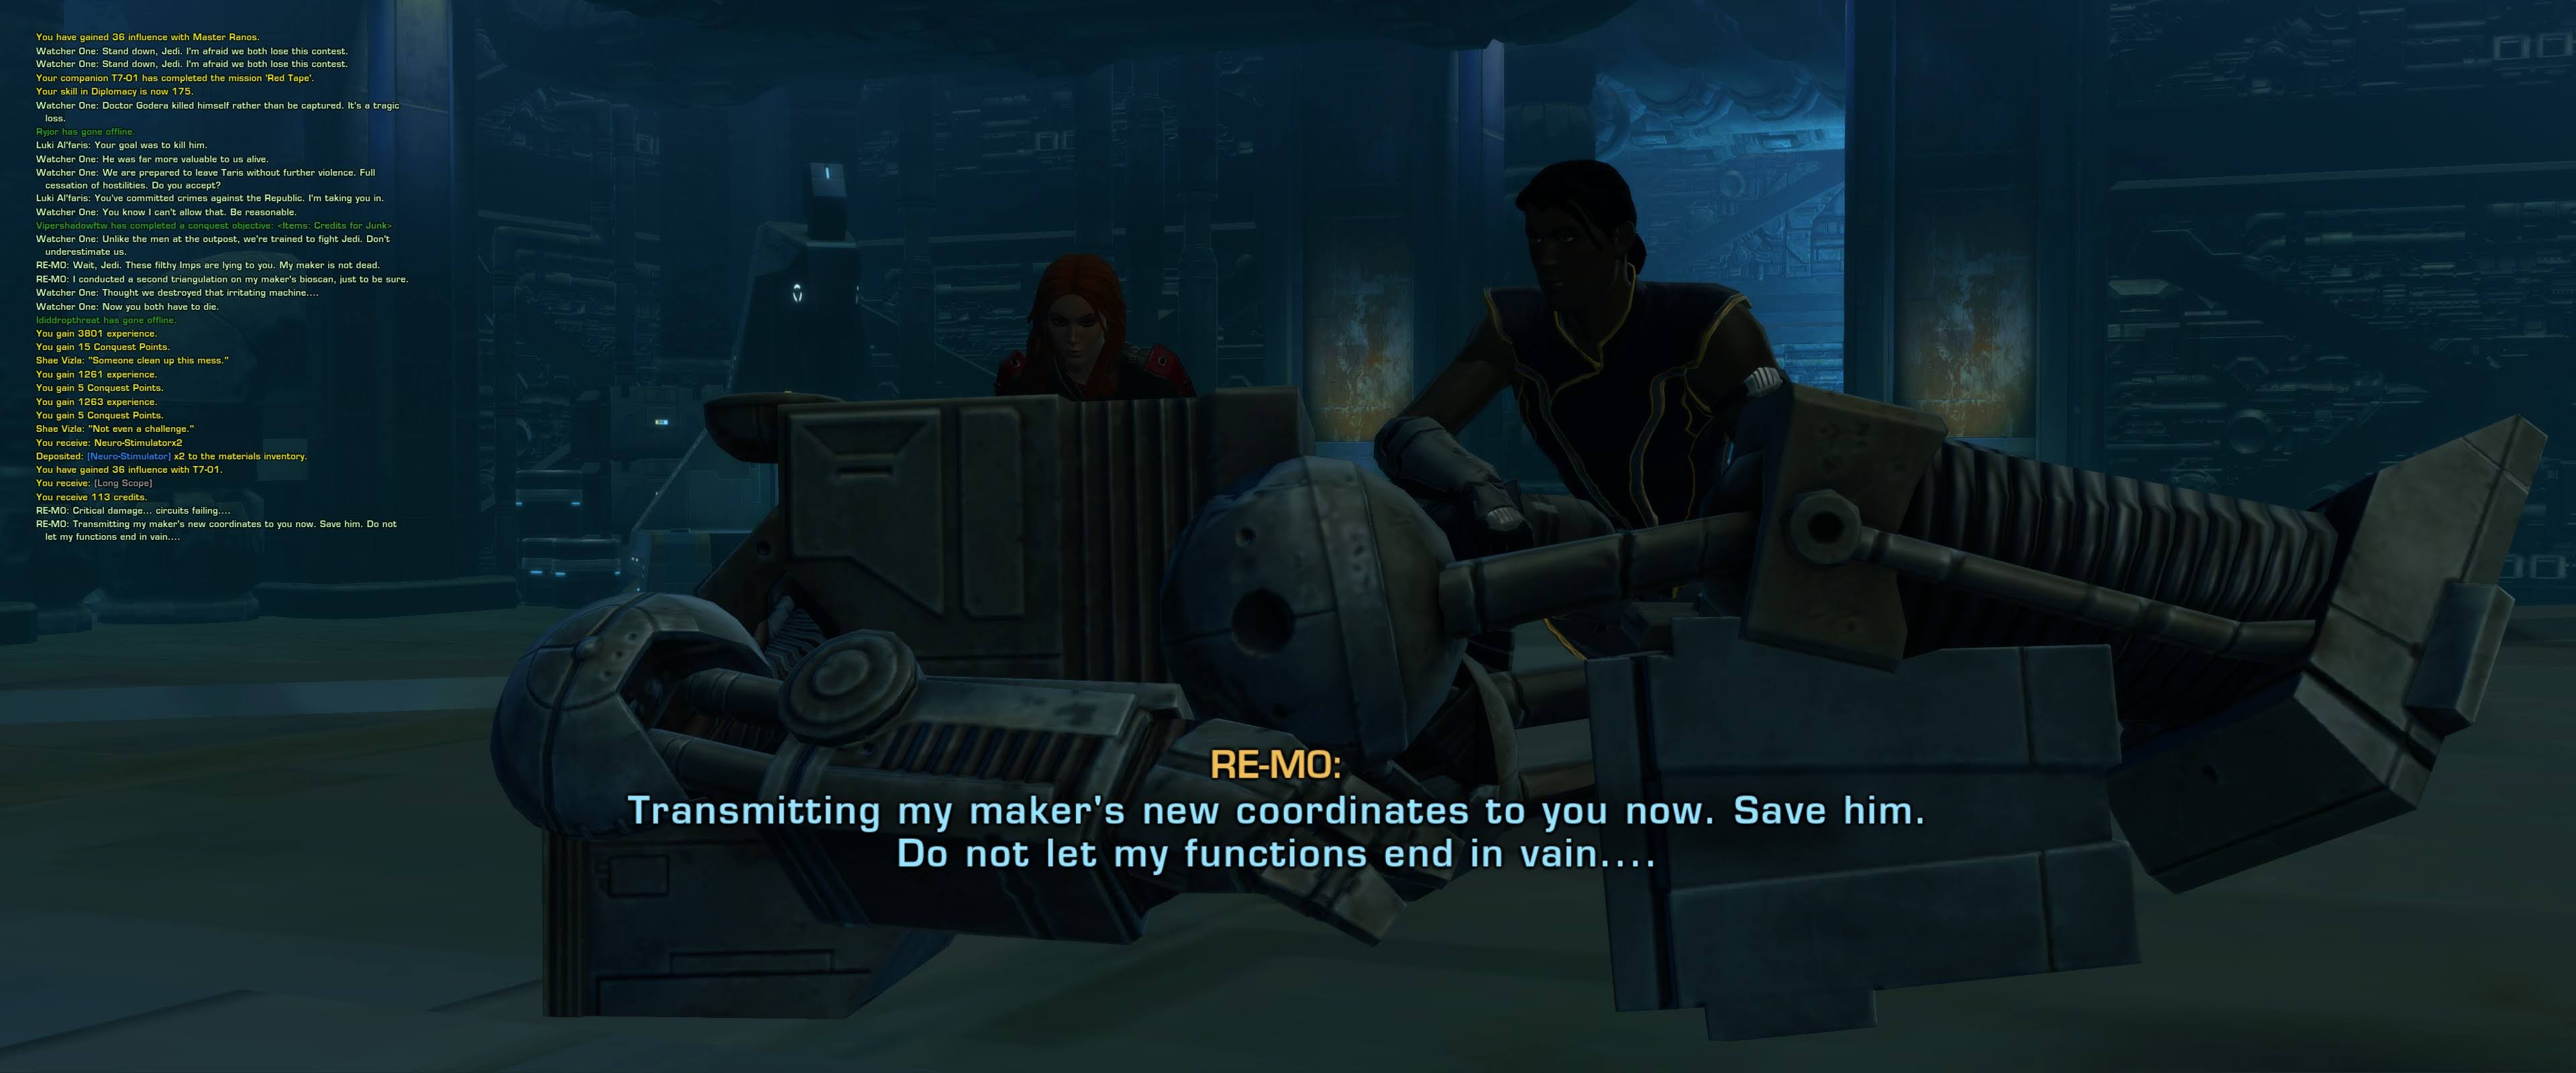 You have gained 36 influence with Master Ranos.
Watcher One: Stand down, Jedi. I'm afraid we both lose this contest.
Watcher One: Stand down, Jedi. I'm afraid we both lose this contest.
Your companion T7-01 has completed the mission 'Red Tape'.
Your skill in Diplomacy is now 175.
Watcher One: Doctor Godera killed himself rather than be captured. It's a tragic
loss.
Ryjor has gone offline.
Luki Al'faris: Your goal was to kill him.
Watcher One: He was far more valuable to us alive.
Watcher One: We are prepared to leave Taris without further violence. Full
cessation of hostilities. Do you accept?
Luki Al'faris: You've committed crimes against the Republic. I'm taking you in.
Watcher One: You know I can't allow that. Be reasonable.
Vipershadowftw has completed a conquest objective: <Items: Credits for Junk>
Watcher One: Unlike the men at the outpost, we're trained to fight Jedi. Don't
underestimate us.
RE-MO: Wait, Jedi. These filthy Imps are lying to you. My maker is not dead.
RE-MO: I conducted a second triangulation on my maker's bioscan, just to be sure.
Watcher One: Thought we destroyed that irritating machine....
Watcher One: Now you both have to die.
Ididdropthreat has gone offline.
You gain 3801 experience.
You gain 15 Conquest Points.
Shae Vizla: "Someone clean up this mess."
You gain 1261 experience.
You gain 5 Conquest Points.
You gain 1263 experience.
You gain 5 Conquest Points.
Shae Vizla: "Not even a challenge."
You receive: Neuro-Stimulatorx2
Deposited: [Neuro-Stimulator] x2 to the materials inventory.
You have gained 36 influence with T7-01.
You receive: [Long Scope]
You receive 113 credits.
RE-MO: Critical damage... circuits failing....
RE-MO: Transmitting my maker's new coordinates to you now. Save him. Do not
let my functions end in vain....
RE-MO:
Transmitting my maker's new coordinates to you now. Save him.
Do not let my functions end in vain....